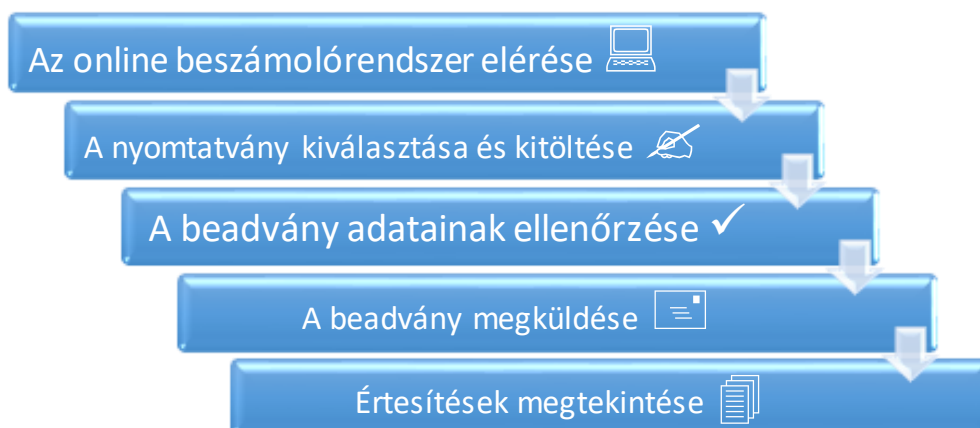 Az online beszámolórendszer elérése
A nyomtatvány kiválasztása és kitöltése
A beadvány adatainak ellenőrzése ✓
A beadvány megküldése
Értesítések megtekintése